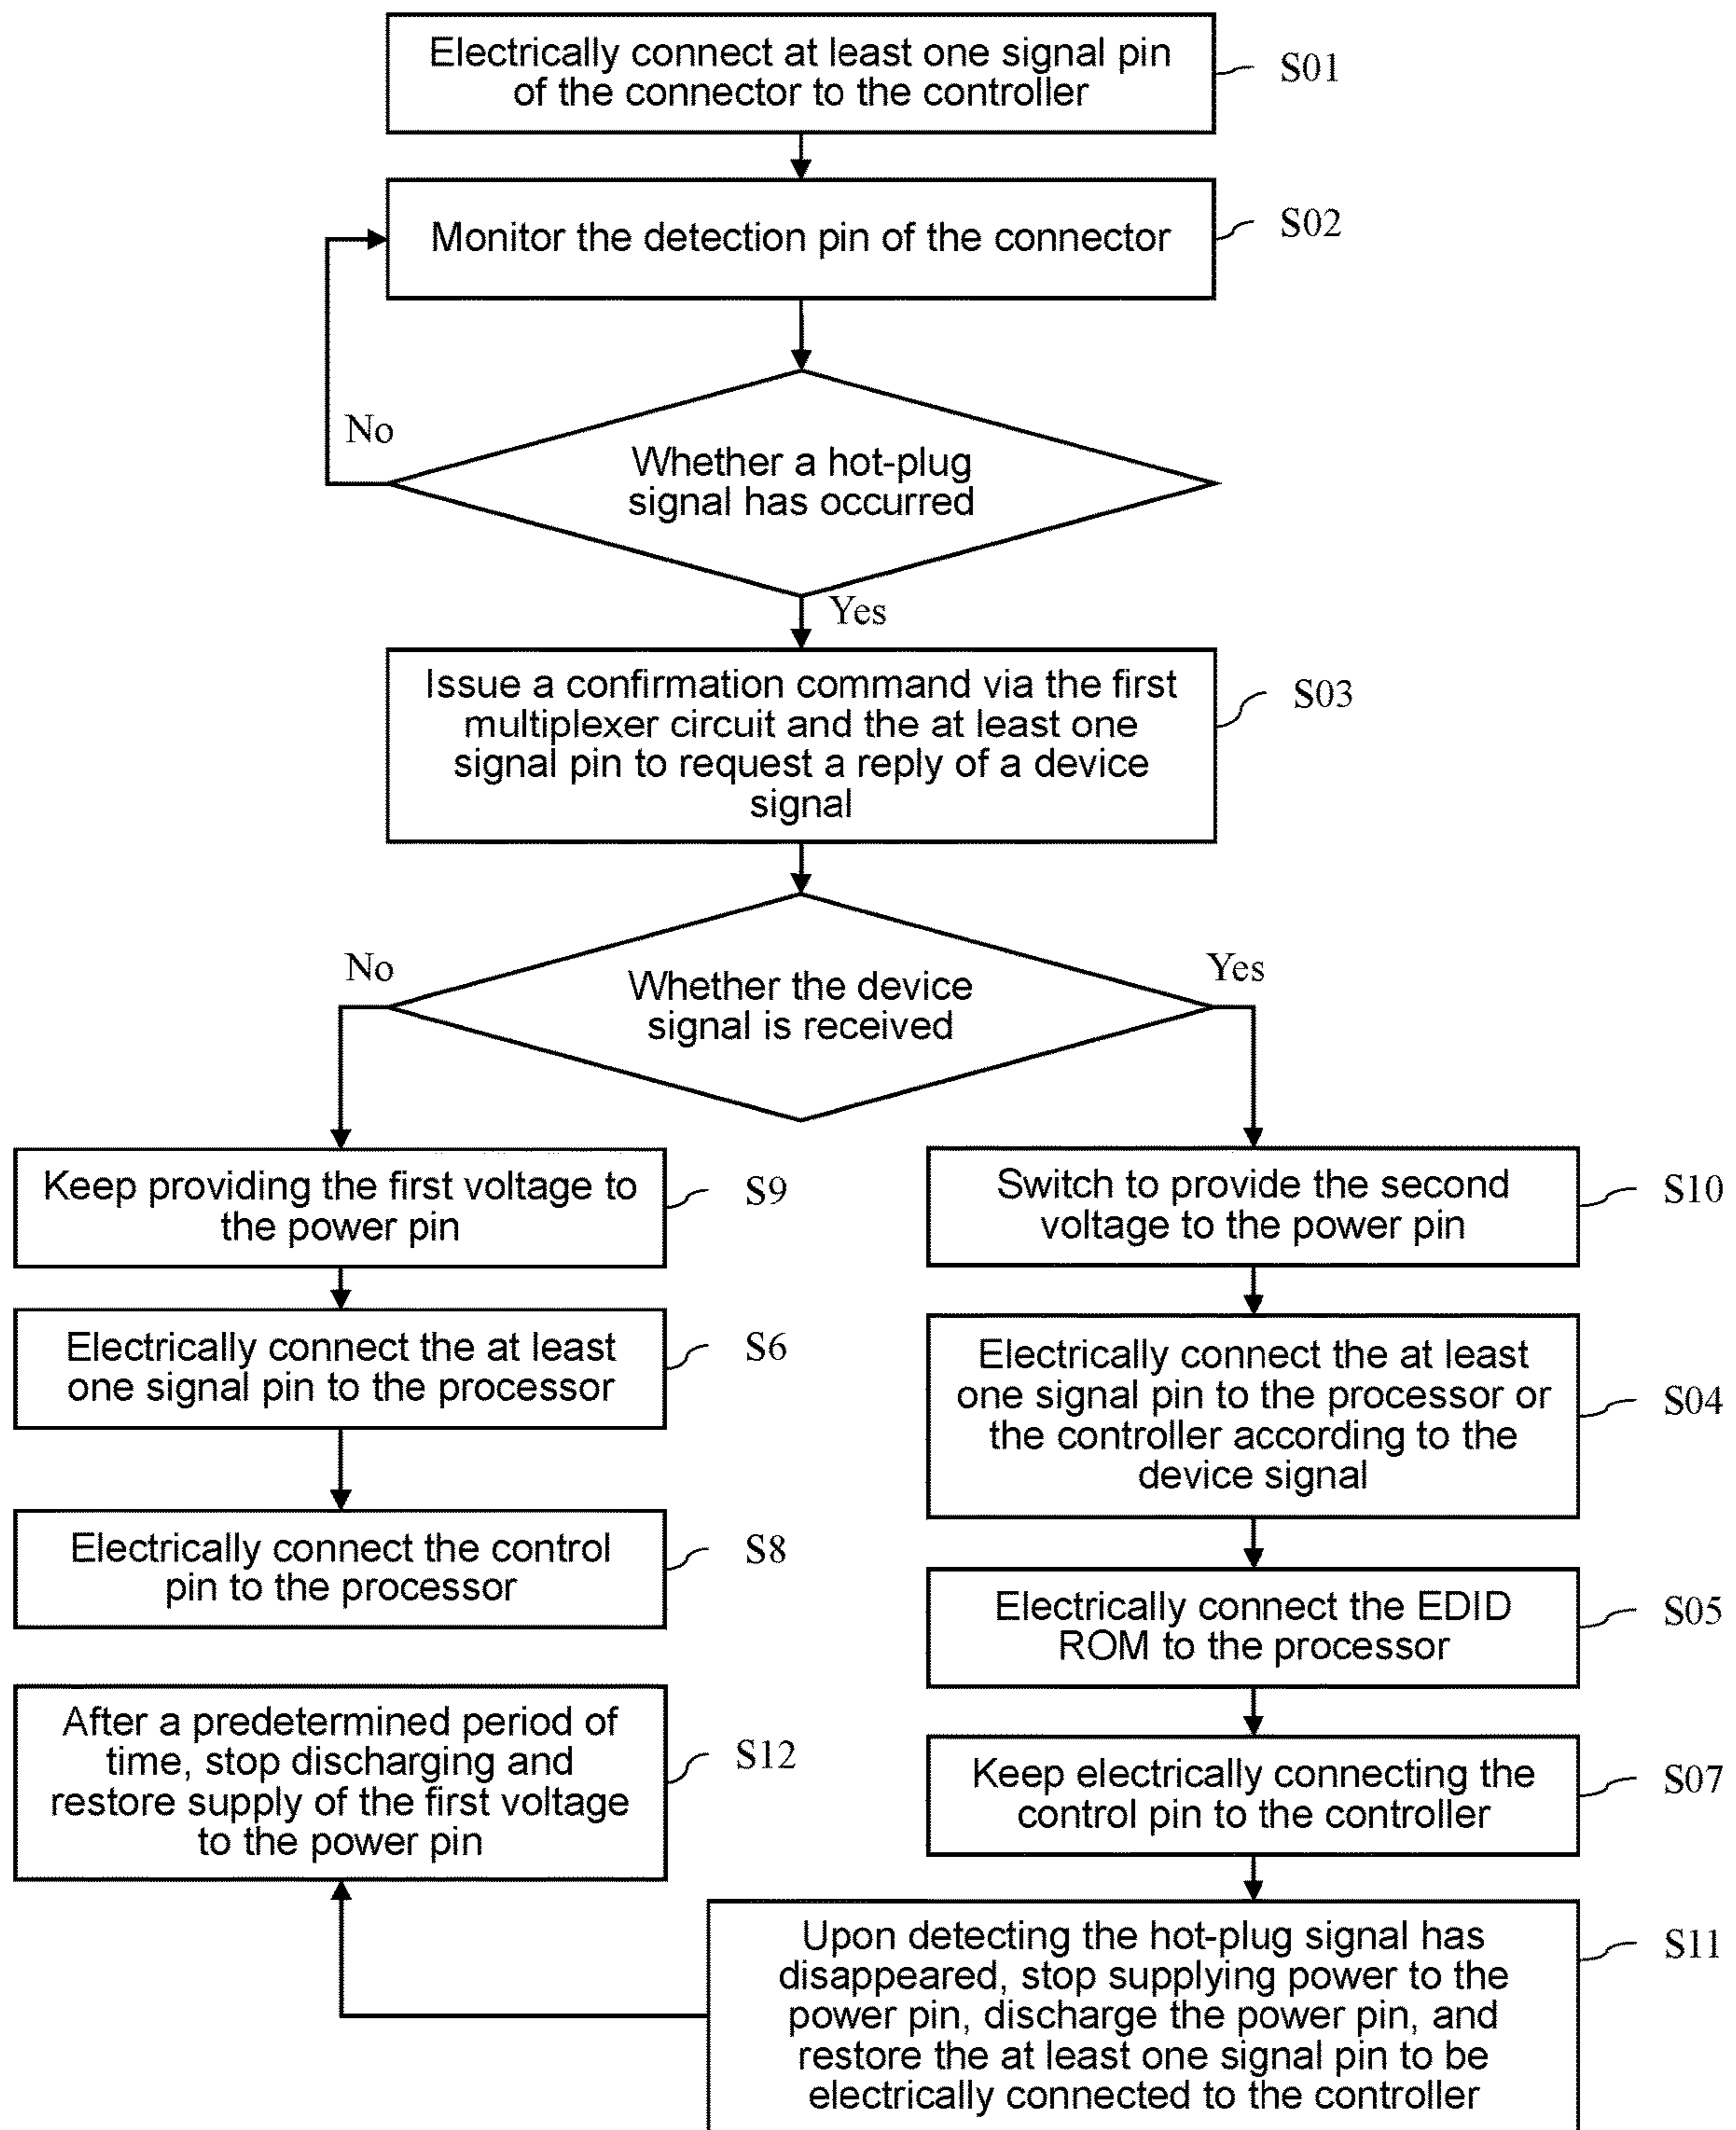 Electrically connect at least one signal pin
of the connector to the controller
S01
Monitor the detection pin of the connector
S02
No
Whether a hot-plug
signal has occurred
Yes
Issue a confirmation command via the first
multiplexer circuit and the at least one
signal pin to request a reply of a device
signal
S03
No
Whether the device
signal is received
Yes
Keep providing the first voltage to
the power pin
S9
Electrically connect the at least
one signal pin to the processor
S6
Electrically connect the control
pin to the processor
S8
Switch to provide the second
voltage to the power pin
S10
Electrically connect the at least
one signal pin to the processor or
the controller according to the
device signal
S04
Electrically connect the EDID
ROM to the processor
S05
Keep electrically connecting the
control pin to the controller
S07
Upon detecting the hot-plug signal has
disappeared, stop supplying power to the
power pin, discharge the power pin, and
restore the at least one signal pin to be
electrically connected to the controller
S11
After a predetermined period of
time, stop discharging and
restore supply of the first voltage
to the power pin
S12